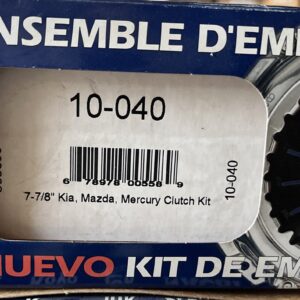 NSEMBLE D'EM
10-040
6 78978 00558 9
7-7/8" Kia, Mazda, Mercury Clutch Kit
10-040
NUEVO KIT DE EM